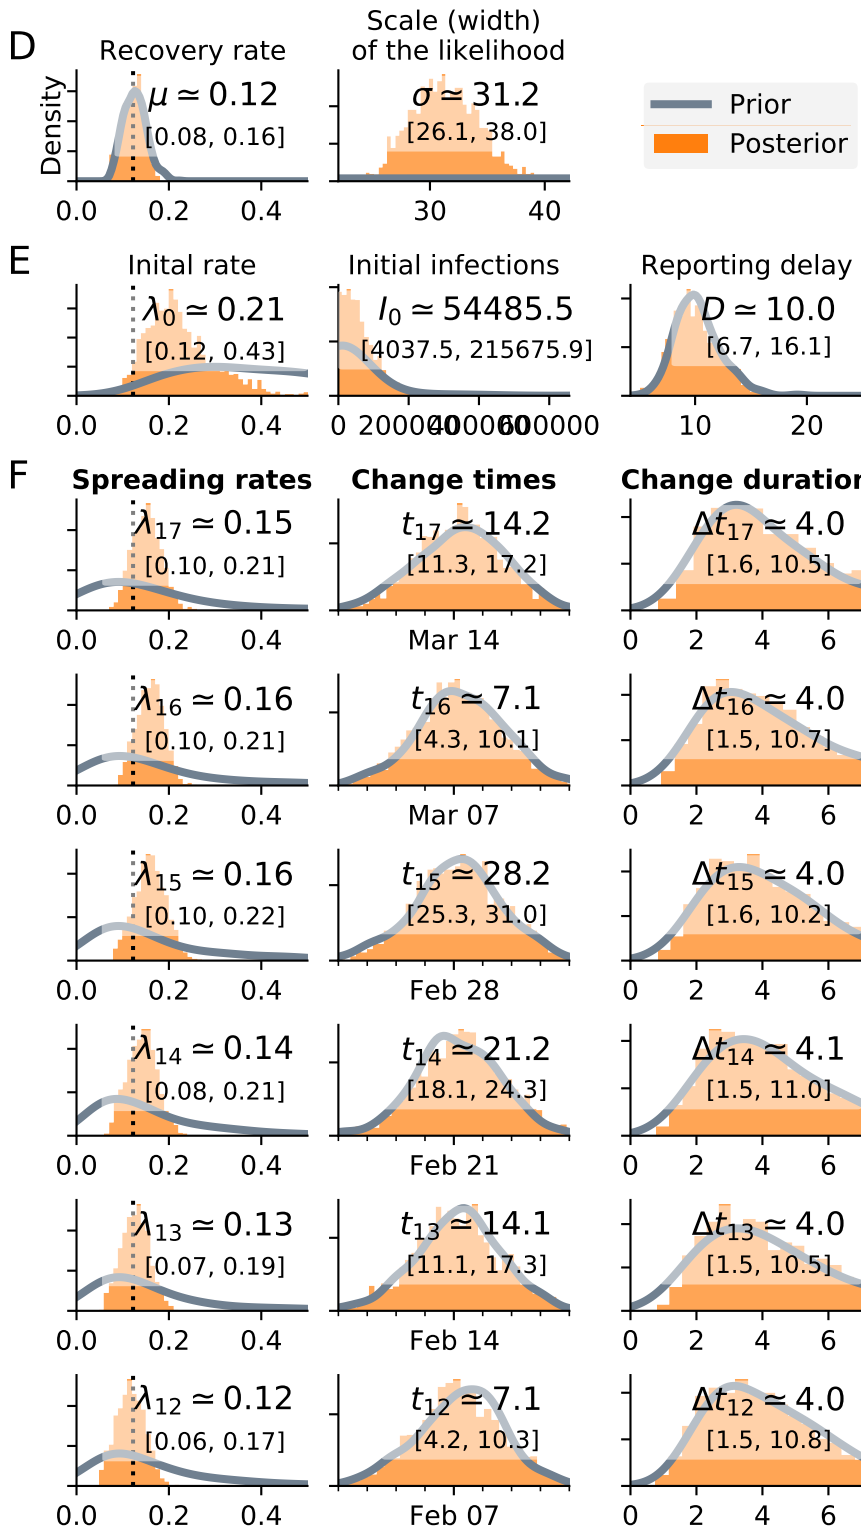 D
Recovery rate
Scale (width)
of the likelihood
Density
μ ≃ 0.12
[0.08, 0.16]
0.0 0.2 0.4
σ ≃ 31.2
[26.1, 38.0]
30 40
Prior
Posterior
E
Inital rate
λ0 ≃ 0.21
[0.12, 0.43]
0.0 0.2 0.4
Initial infections
I0 ≃ 54485.5
[4037.5, 215675.9]
0 200000 400000 600000
Reporting delay
D ≃ 10.0
[6.7, 16.1]
10 20
F
Spreading rates Change times Change duration
λ17 ≃ 0.15 t17 ≃ 14.2 Δt17 ≃ 4.0
[0.10, 0.21] [11.3, 17.2] [1.6, 10.5]
0.0 0.2 0.4 Mar 14 0 2 4 6
λ16 ≃ 0.16 t16 ≃ 7.1 Δt16 ≃ 4.0
[0.10, 0.21] [4.3, 10.1] [1.5, 10.7]
0.0 0.2 0.4 Mar 07 0 2 4 6
λ15 ≃ 0.16 t15 ≃ 28.2 Δt15 ≃ 4.0
[0.10, 0.22] [25.3, 31.0] [1.6, 10.2]
0.0 0.2 0.4 Feb 28 0 2 4 6
λ14 ≃ 0.14 t14 ≃ 21.2 Δt14 ≃ 4.1
[0.08, 0.21] [18.1, 24.3] [1.5, 11.0]
0.0 0.2 0.4 Feb 21 0 2 4 6
λ13 ≃ 0.13 t13 ≃ 14.1 Δt13 ≃ 4.0
[0.07, 0.19] [11.1, 17.3] [1.5, 10.5]
0.0 0.2 0.4 Feb 14 0 2 4 6
λ12 ≃ 0.12 t12 ≃ 7.1 Δt12 ≃ 4.0
[0.06, 0.17] [4.2, 10.3] [1.5, 10.8]
0.0 0.2 0.4 Feb 07 0 2 4 6